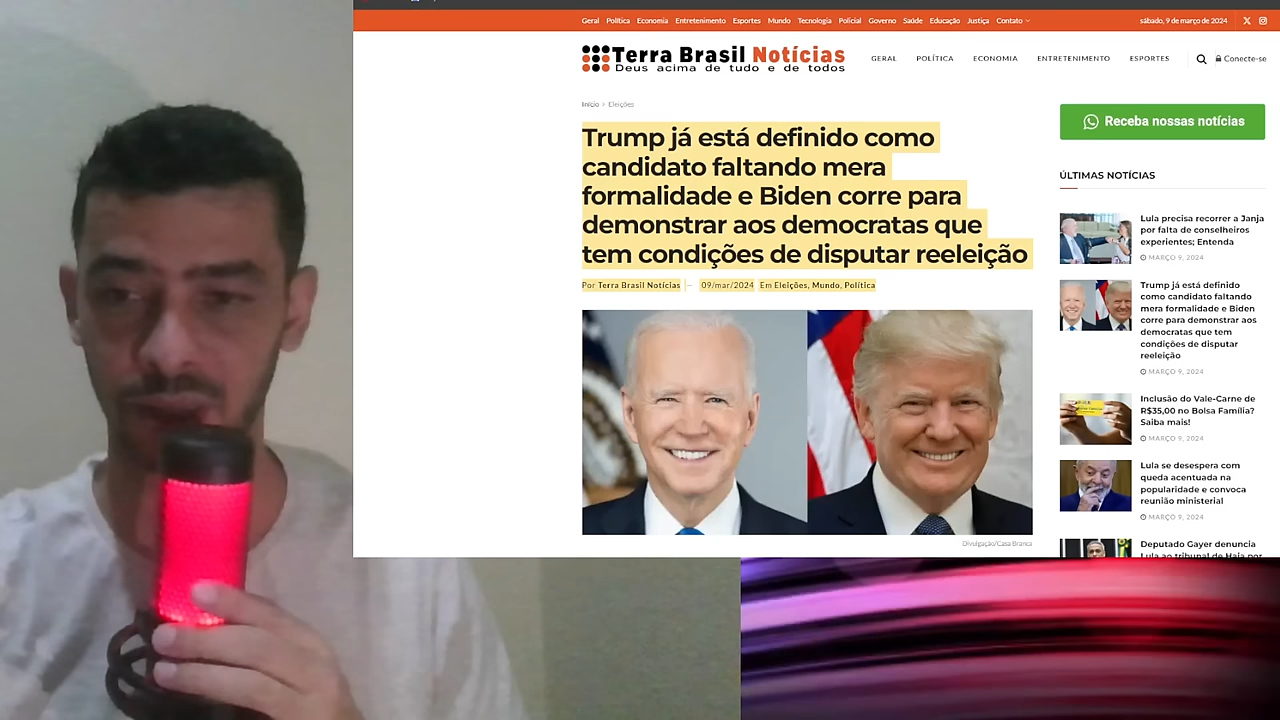 Geral Política Economia Entretenimento Esportes Mundo Tecnologia Policial Governo Saúde Educação Justiça Contato
sábado, 9 de março de 2024
Terra Brasil Notícias
Deus acima de tudo e de todos
GERAL POLÍTICA ECONOMIA ENTRETENIMENTO ESPORTES
Conecte-se
Início > Eleições
Trump já está definido como
candidato faltando mera
formalidade e Biden corre para
demonstrar aos democratas que
tem condições de disputar reeleição
Por Terra Brasil Notícias — 09/mar/2024 Em Eleições, Mundo, Política
Divulgação/Casa Branca
Receba nossas notícias
ÚLTIMAS NOTÍCIAS
Lula precisa recorrer a Janja
por falta de conselheiros
experientes; Entenda
MARÇO 9, 2024
Trump já está definido
como candidato faltando
mera formalidade e Biden
corre para demonstrar aos
democratas que tem
condições de disputar
reeleição
MARÇO 9, 2024
Inclusão do Vale-Carne de
R$35,00 no Bolsa Família?
Saiba mais!
MARÇO 9, 2024
Lula se desespera com
queda acentuada na
popularidade e convoca
reunião ministerial
MARÇO 9, 2024
Deputado Gayer denuncia
Lula ao tribunal de Haia por